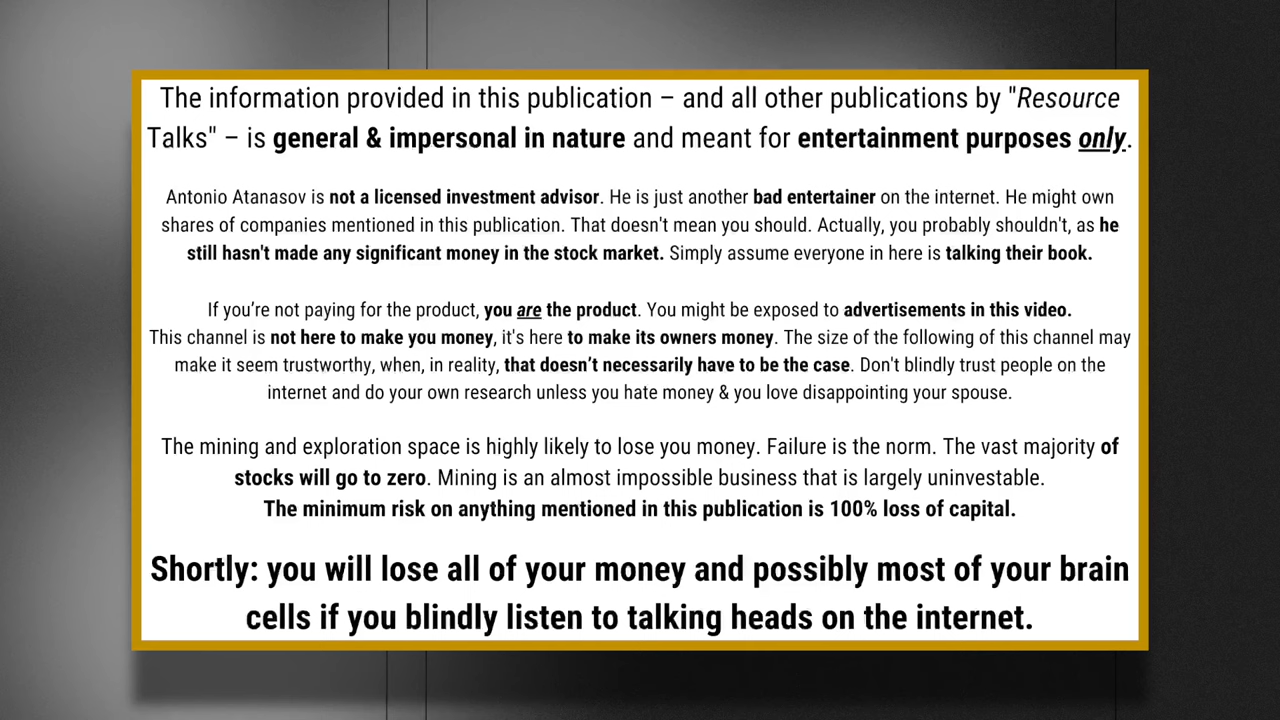 The information provided in this publication – and all other publications by "Resource
Talks" – is general & impersonal in nature and meant for entertainment purposes only.
Antonio Atanasov is not a licensed investment advisor. He is just another bad entertainer on the internet. He might own
shares of companies mentioned in this publication. That doesn't mean you should. Actually, you probably shouldn't, as he
still hasn't made any significant money in the stock market. Simply assume everyone in here is talking their book.
If you’re not paying for the product, you are the product. You might be exposed to advertisements in this video.
This channel is not here to make you money, it's here to make its owners money. The size of the following of this channel may
make it seem trustworthy, when, in reality, that doesn’t necessarily have to be the case. Don't blindly trust people on the
internet and do your own research unless you hate money & you love disappointing your spouse.
The mining and exploration space is highly likely to lose you money. Failure is the norm. The vast majority of
stocks will go to zero. Mining is an almost impossible business that is largely uninvestable.
The minimum risk on anything mentioned in this publication is 100% loss of capital.
Shortly: you will lose all of your money and possibly most of your brain
cells if you blindly listen to talking heads on the internet.